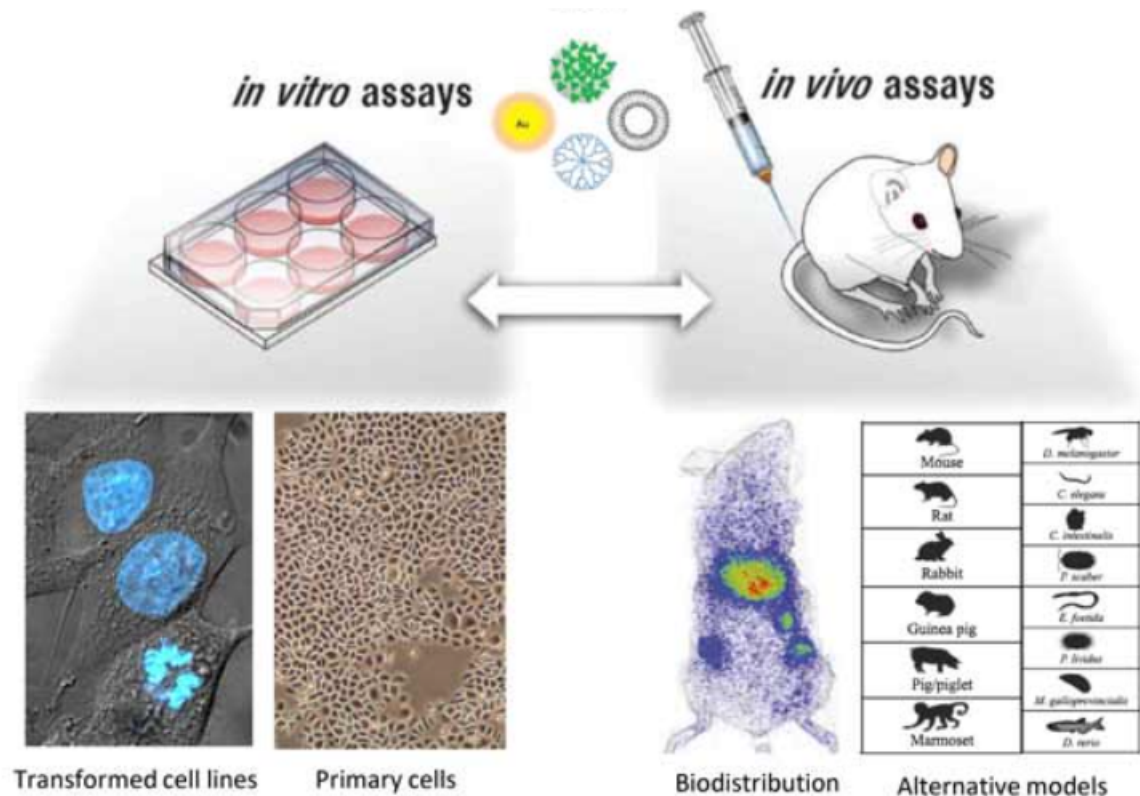 in vitro assays
in vivo assays
Au
Mouse
Rat
Rabbit
Guinea pig
Pig/piglet
Marmoset
D. melanogaster
C. elegans
C. intestinalis
P. scaber
E. foetida
P. lividus
M. galloprovincialis
D. rerio
Transformed cell lines
Primary cells
Biodistribution
Alternative models